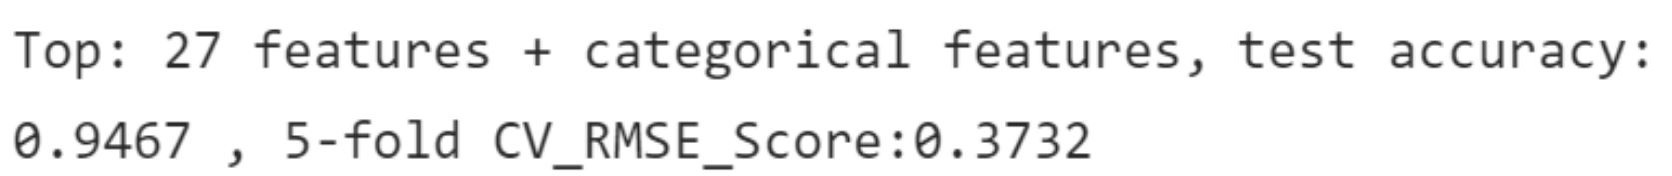 Top: 27 features + categorical features, test accuracy:
0.9467 , 5-fold CV_RMSE_Score:0.3732